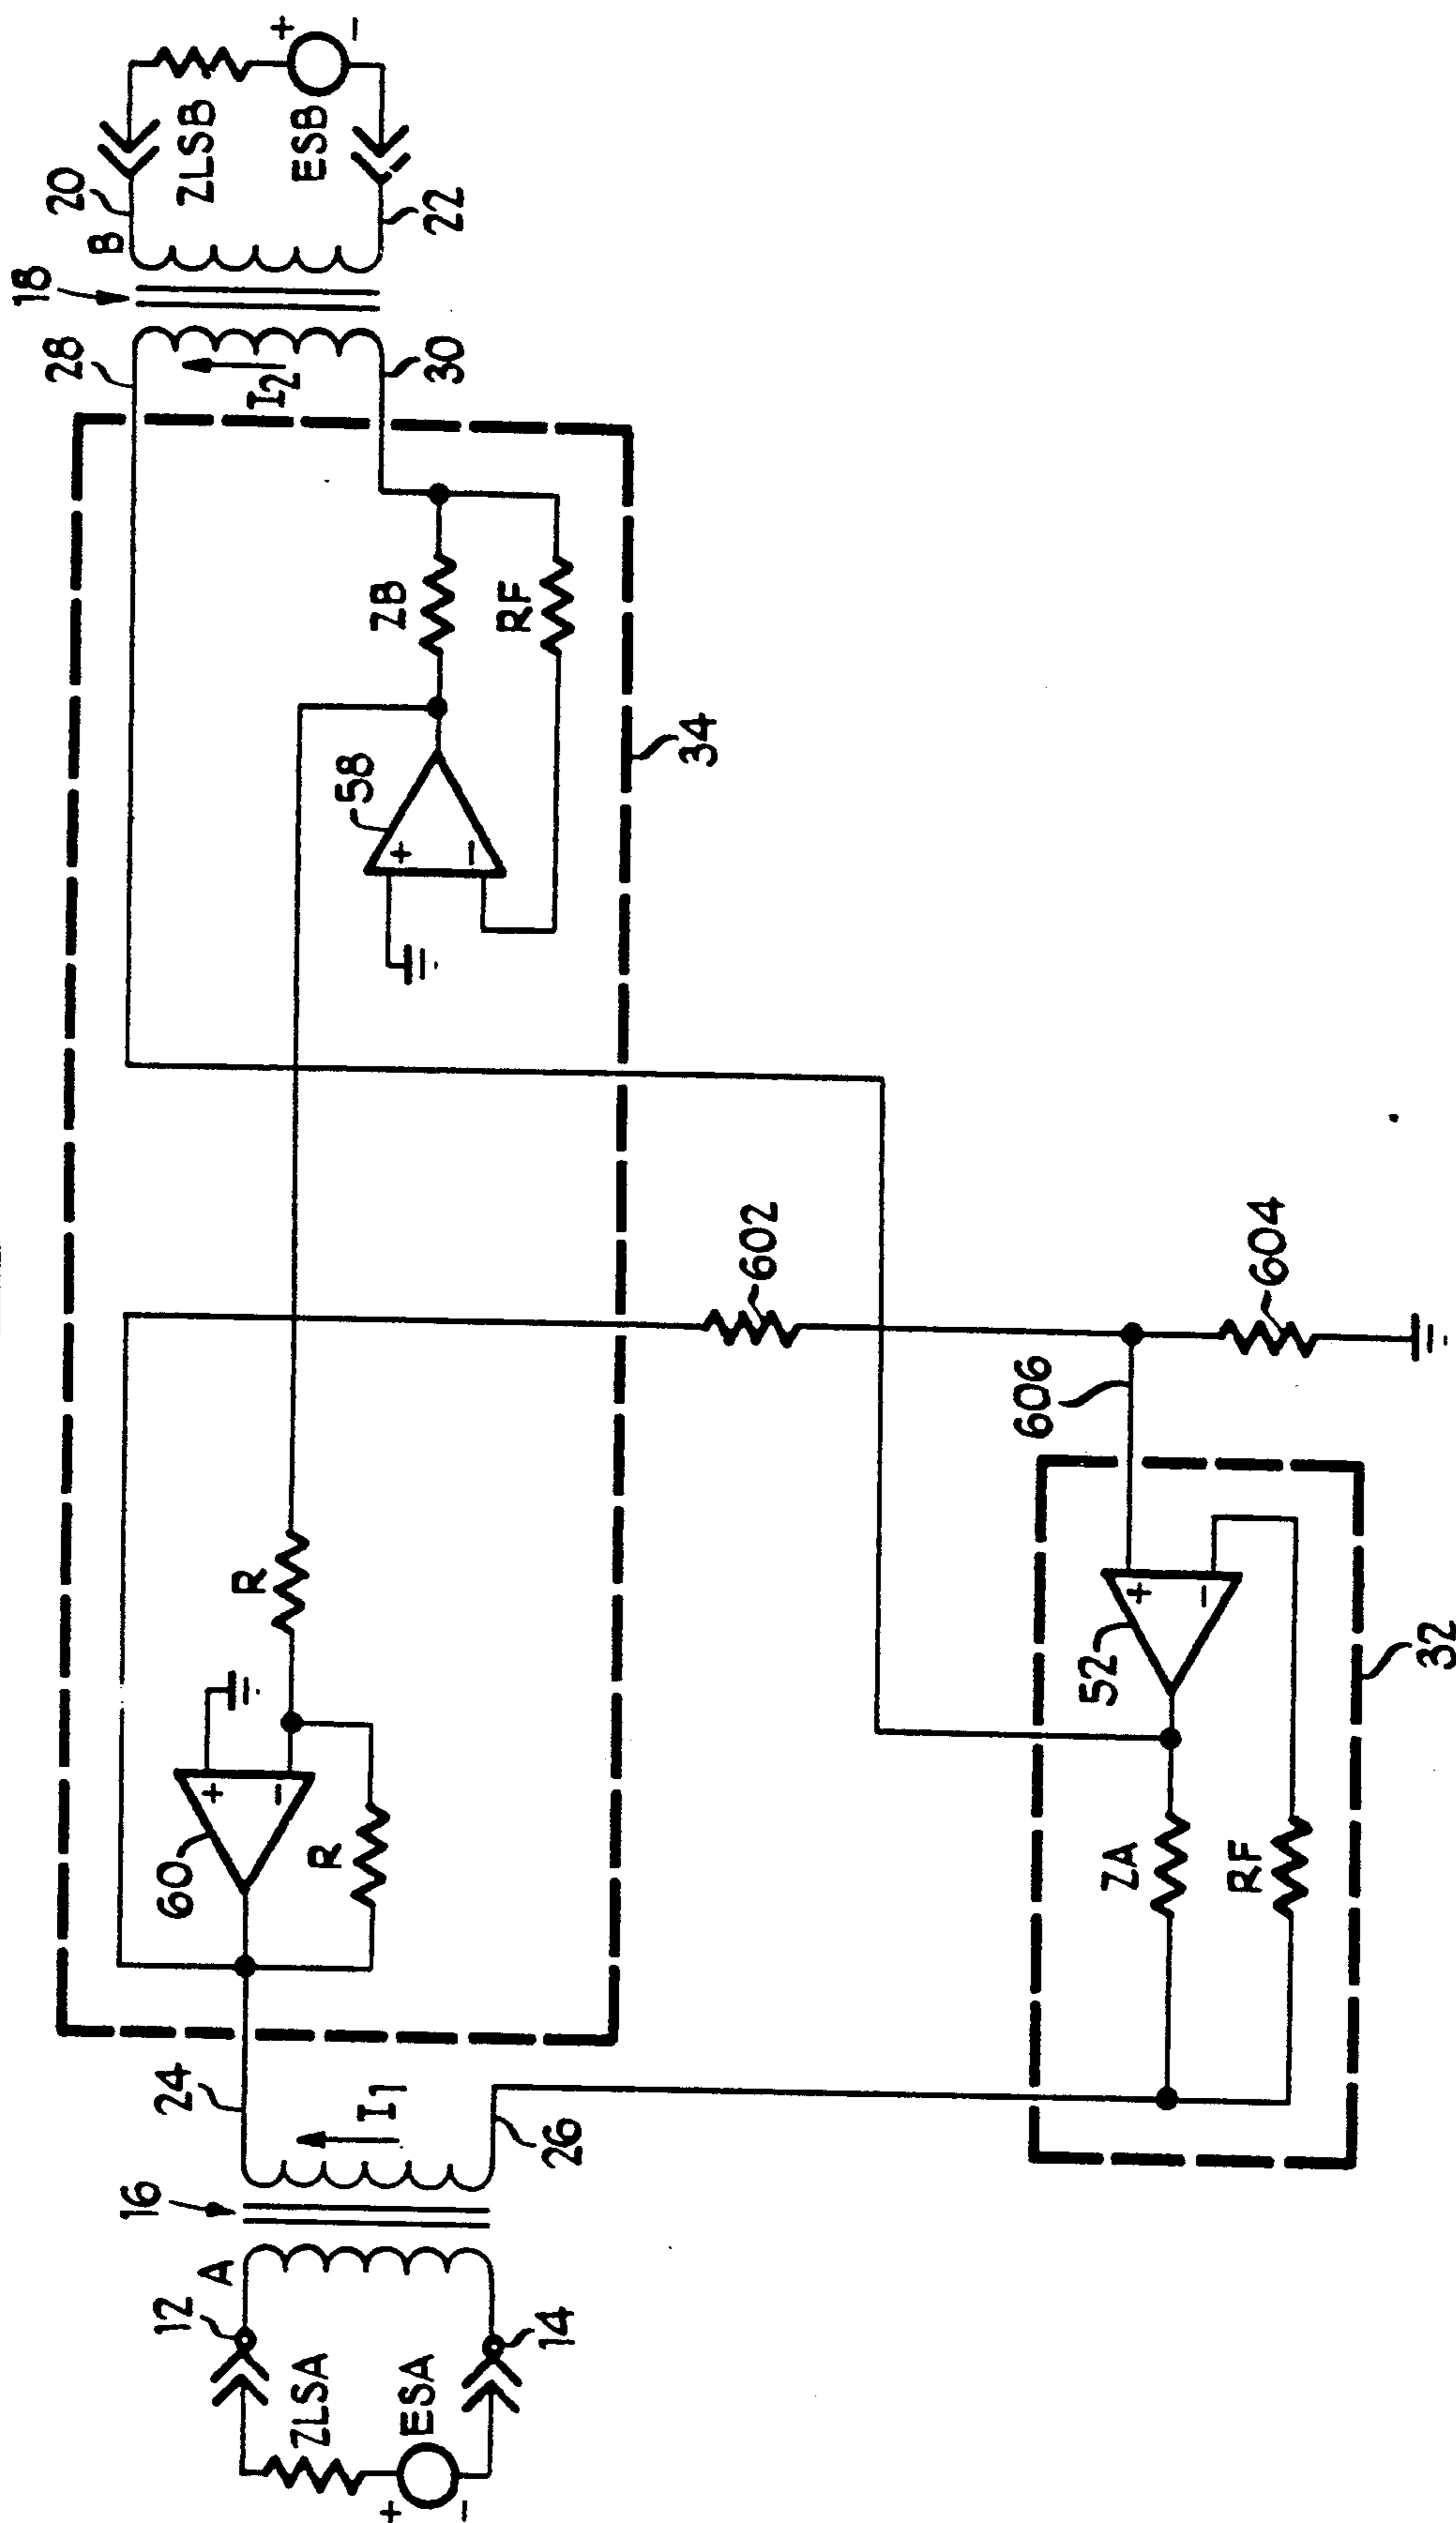 18
28
20
B
ZLSB
ESB
+
-
22
30
I2
ZB
RF
58
+
-
34
R
60
+
-
R
24
I1
26
16
A
12
14
ZLSA
ESA
+
-
602
604
606
52
+
-
ZA
RF
32